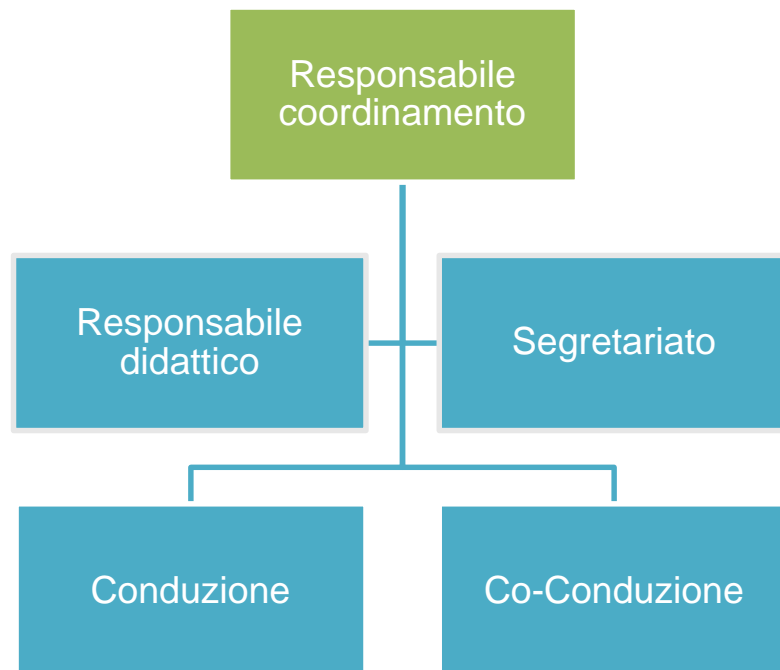 Responsabile
coordinamento
Responsabile
didattico
Segretariato
Conduzione
Co-Conduzione